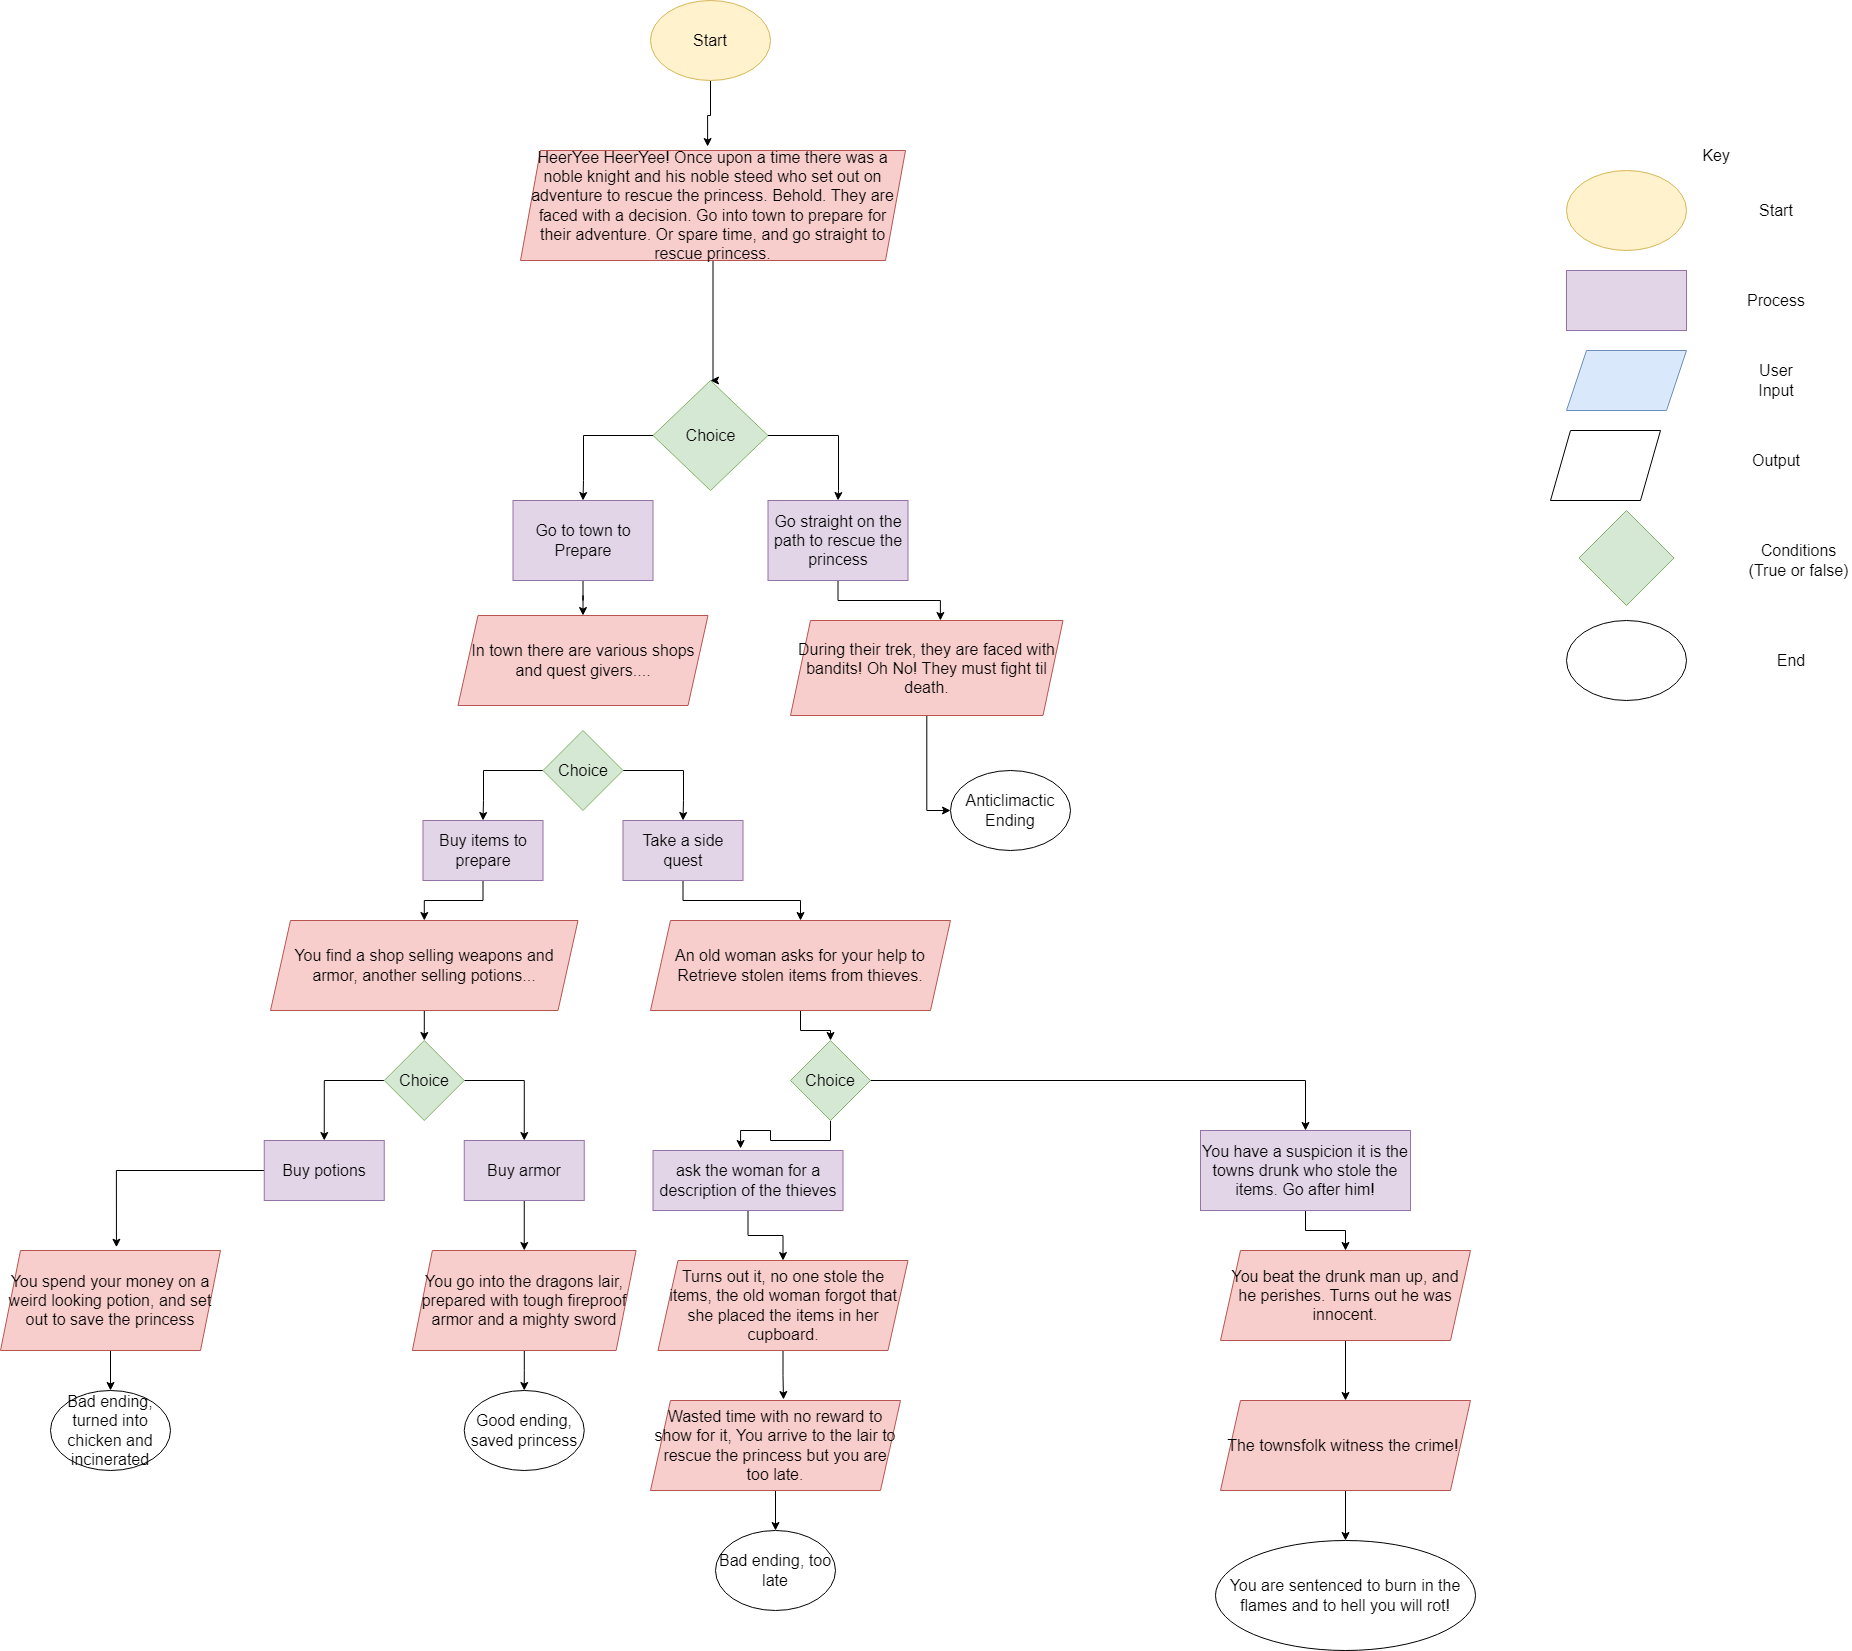 Start
HeerYee HeerYee! Once upon a time there was a
noble knight and his noble steed who set out on
adventure to rescue the princess. Behold. They are
faced with a decision. Go into town to prepare for
their adventure. Or spare time, and go straight to
rescue princess.
Key
Start
Process
User
Input
Output
Conditions
(True or false)
End
Choice
Go to town to
Prepare
Go straight on the
path to rescue the
princess
In town there are various shops
and quest givers....
During their trek, they are faced with
bandits! Oh No! They must fight til
death.
Choice
Anticlimactic
Ending
Buy items to
prepare
Take a side
quest
You find a shop selling weapons and
armor, another selling potions...
An old woman asks for your help to
Retrieve stolen items from thieves.
Choice
Choice
Buy potions
Buy armor
ask the woman for a
description of the thieves
You have a suspicion it is the
towns drunk who stole the
items. Go after him!
You spend your money on a
weird looking potion, and set
out to save the princess
You go into the dragons lair,
prepared with tough fireproof
armor and a mighty sword
Turns out it, no one stole the
items, the old woman forgot that
she placed the items in her
cupboard.
You beat the drunk man up, and
he perishes. Turns out he was
innocent.
Bad ending,
turned into
chicken and
incinerated
Good ending,
saved princess
Wasted time with no reward to
show for it, You arrive to the lair to
rescue the princess but you are
too late.
The townsfolk witness the crime!
Bad ending, too
late
You are sentenced to burn in the
flames and to hell you will rot!